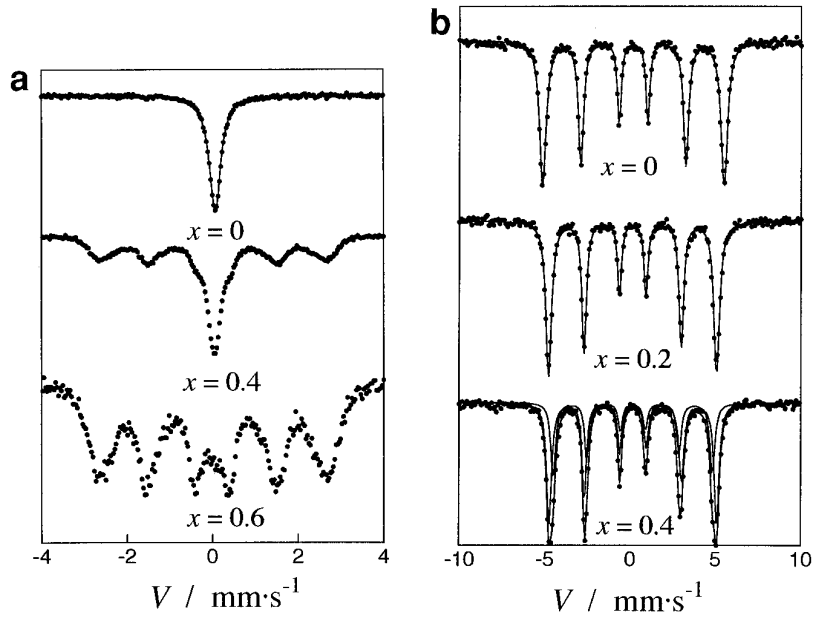 a
x = 0
x = 0.4
x = 0.6
-4 -2 0 2 4
V / mm·s⁻¹
b
x = 0
x = 0.2
x = 0.4
-10 -5 0 5 10
V / mm·s⁻¹